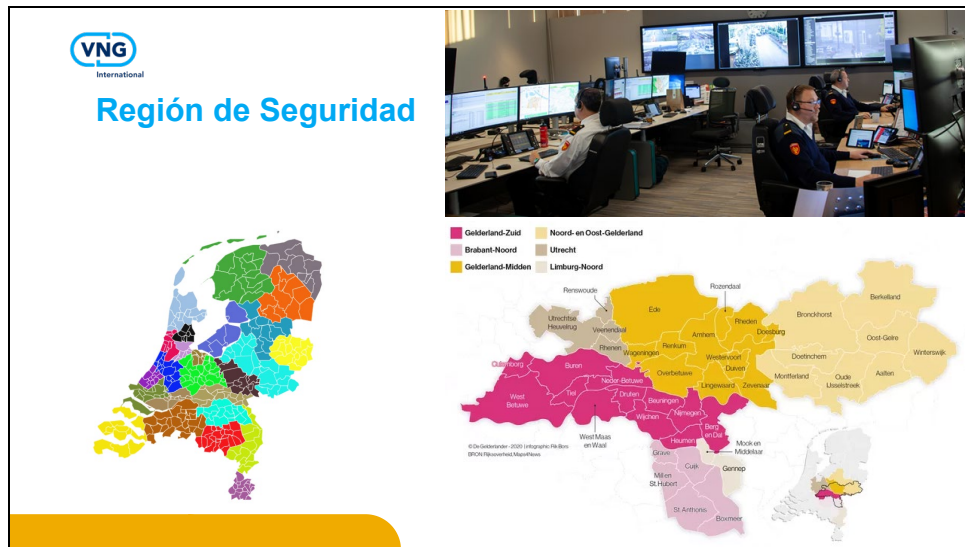 VNG
International
Región de Seguridad
Gelderland-Zuid
Noord- en Oost-Gelderland
Brabant-Noord
Utrecht
Gelderland-Midden
Limburg-Noord
Renswoude
Rozendaal
Berkelland
Ede
Bronckhorst
Utrechtse
Heuvelrug
Veenendaal
Arnhem
Rheden
Doesburg
Oost-Gelre
Winterswijk
Rhenen
Renkum
Wageningen
Westervoort
Doetinchem
Culemborg
Buren
Overbetuwe
Duiven
Montferland
Oude
IJsselstreek
Aalten
Neder-Betuwe
Lingewaard
Zevenaar
West
Betuwe
Tiel
Druten
Beuningen
Wijchen
Nijmegen
Berg
en Dal
West Maas
en Waal
Heumen
Mook en
Middelaar
© De Gelderlander - 2020 | infographic Rik Bors
BRON: Rijksoverheid, Maps4News
Grave
Cuijk
Gennep
Mill en
St. Hubert
St. Anthonis
Boxmeer